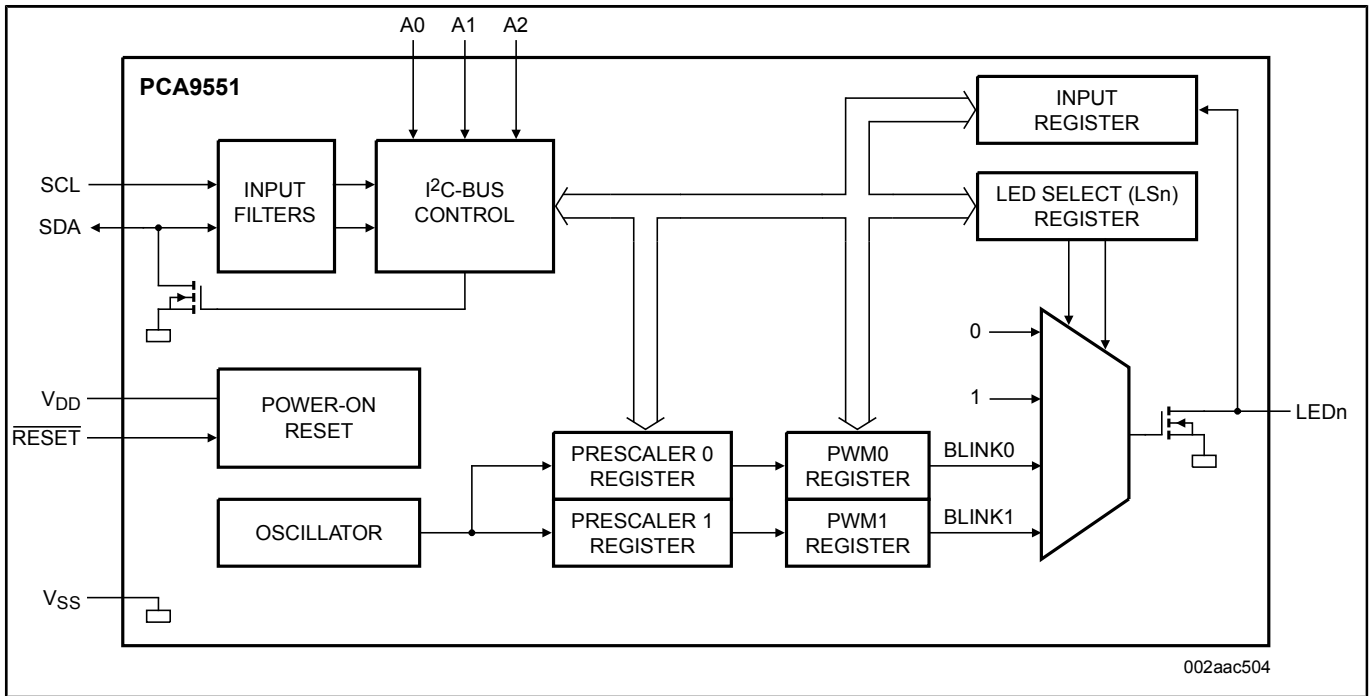 A0 A1 A2
PCA9551
INPUT
REGISTER
SCL
SDA
INPUT
FILTERS
I²C-BUS
CONTROL
LED SELECT (LSn)
REGISTER
0
1
VDD
RESET
POWER-ON
RESET
LEDn
PRESCALER 0
REGISTER
PWM0
REGISTER
BLINK0
OSCILLATOR
PRESCALER 1
REGISTER
PWM1
REGISTER
BLINK1
VSS
002aac504